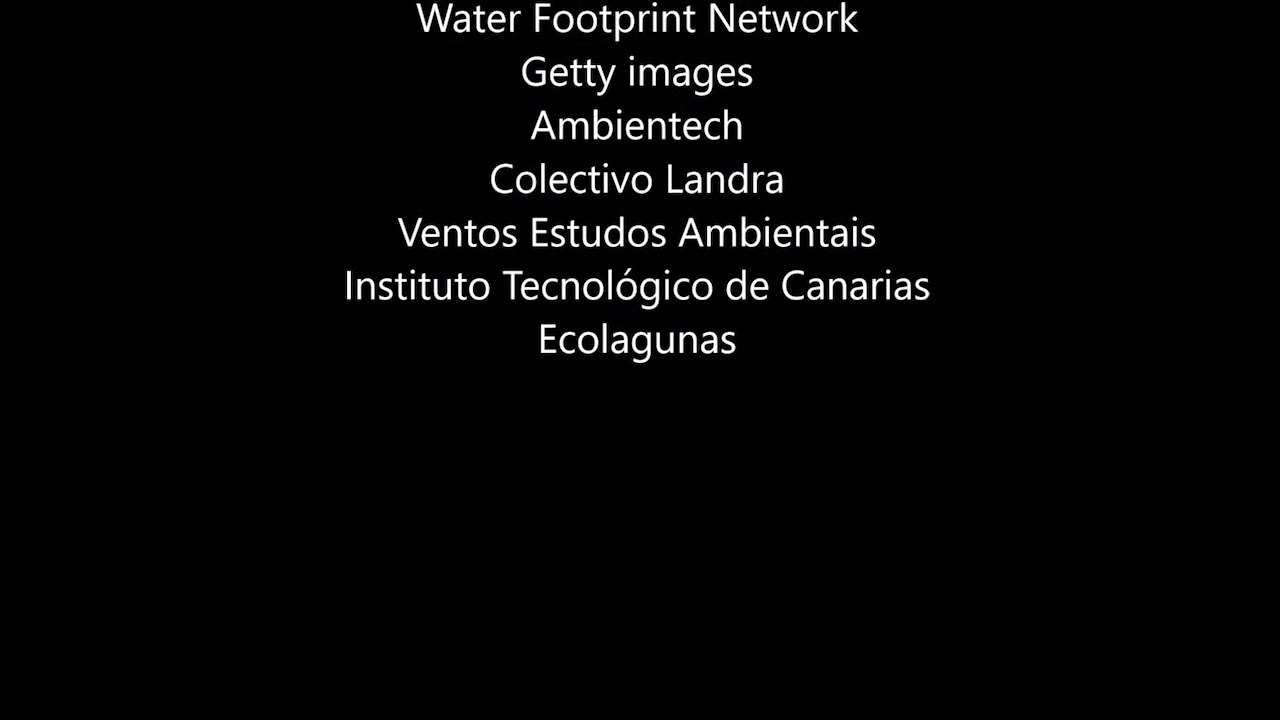 Water Footprint Network
Getty images
Ambientech
Colectivo Landra
Ventos Estudos Ambientais
Instituto Tecnológico de Canarias
Ecolagunas